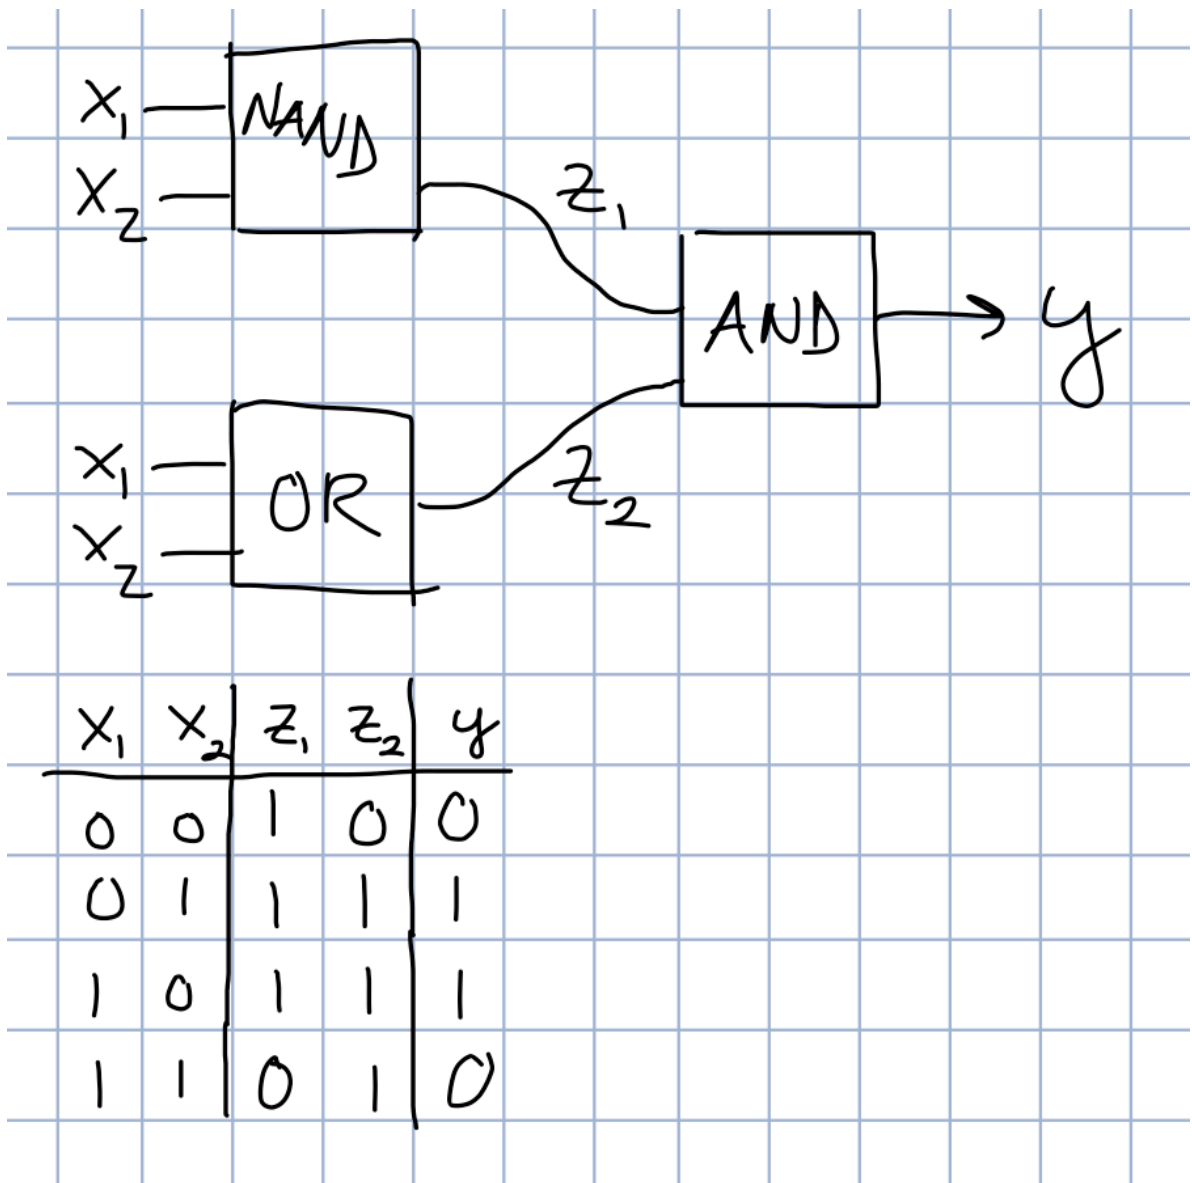 X₁ NAND
X₂
Z₁
AND y
X₁
OR
X₂
Z₂
X₁ X₂ Z₁ Z₂ y
0 0 1 0 0
0 1 1 1 1
1 0 1 1 1
1 1 0 1 0